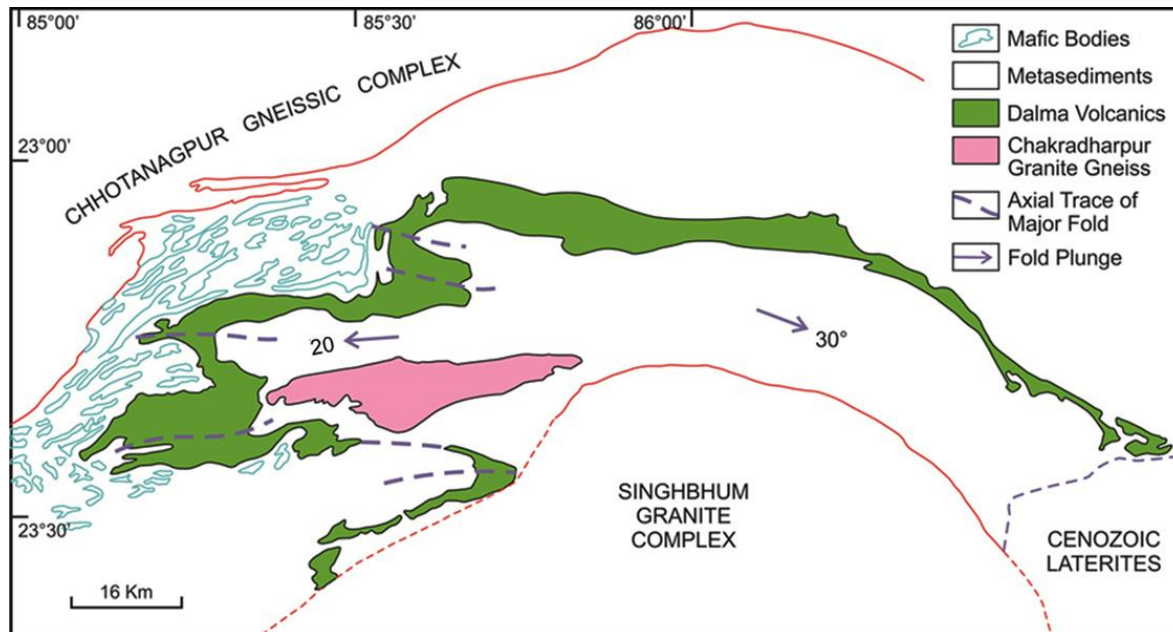 85°00'
85°30'
86°00'
Mafic Bodies
Metasediments
Dalma Volcanics
Chakradharpur
Granite Gneiss
Axial Trace of
Major Fold
Fold Plunge
CHHOTANAGPUR GNEISSIC COMPLEX
23°00'
20
30°
SINGHBHUM
GRANITE
COMPLEX
23°30'
CENOZOIC
LATERITES
16 Km